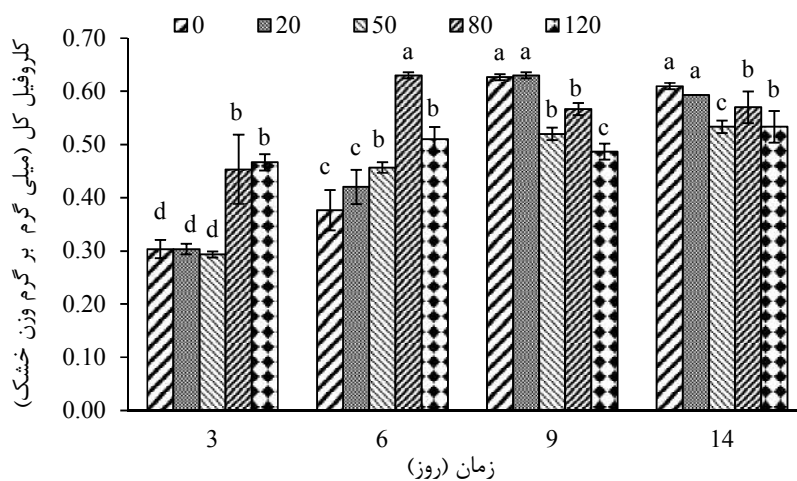 0 20 50 80 120
کلروفیل کل (میلی گرم بر گرم وزن خشک)
0.70
0.60
0.50
0.40
0.30
0.20
0.10
0.00
d d d b b
c c b a b
a a b b c
a a c b b
3 6 9 14
زمان (روز)